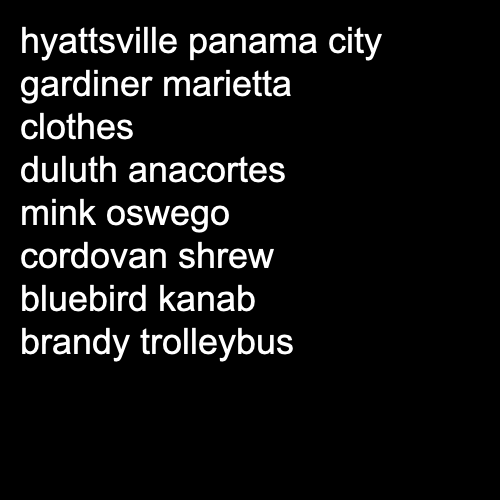 hyattsville panama city
gardiner marietta
clothes
duluth anacortes
mink oswego
cordovan shrew
bluebird kanab
brandy trolleybus